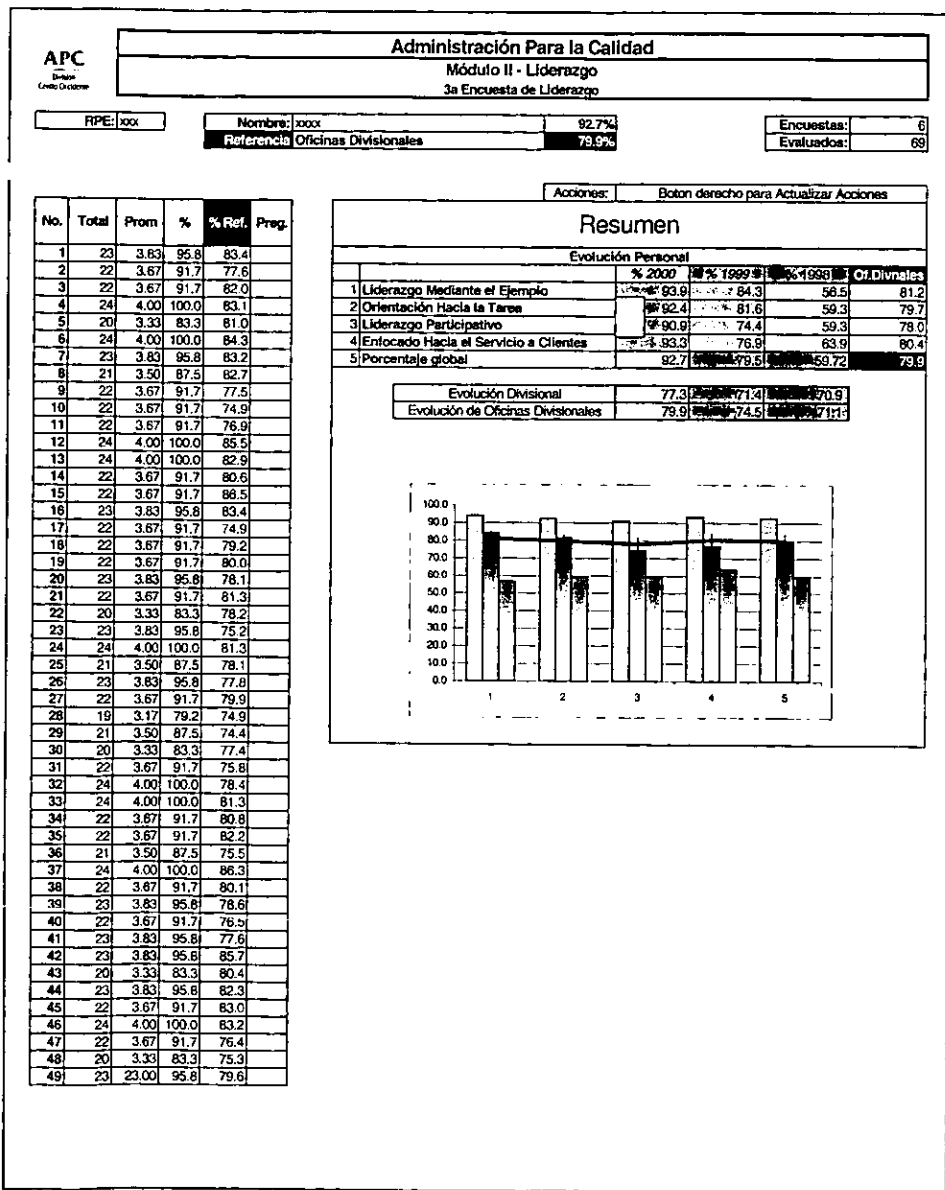 APC
División
Centro Occidente
Administración Para la Calidad
Módulo II - Liderazgo
3a Encuesta de Liderazgo
RPE: xxx
Nombre: xxxx 92.7%
Referencia Oficinas Divisionales 79.9%
Encuestas: 6
Evaluados: 69
Acciones: Boton derecho para Actualizar Acciones
No. Total Prom % % Ref. Preg.
1 23 3.83 95.8 83.4
2 22 3.67 91.7 77.6
3 22 3.67 91.7 82.0
4 24 4.00 100.0 83.1
5 20 3.33 83.3 81.0
6 24 4.00 100.0 84.3
7 23 3.83 95.8 83.2
8 21 3.50 87.5 82.7
9 22 3.67 91.7 77.5
10 22 3.67 91.7 74.9
11 22 3.67 91.7 76.9
12 24 4.00 100.0 85.5
13 24 4.00 100.0 82.9
14 22 3.67 91.7 80.6
15 22 3.67 91.7 86.5
16 23 3.83 95.8 83.4
17 22 3.67 91.7 74.9
18 22 3.67 91.7 79.2
19 22 3.67 91.7 80.0
20 23 3.83 95.8 78.1
21 22 3.67 91.7 81.3
22 20 3.33 83.3 78.2
23 23 3.83 95.8 75.2
24 24 4.00 100.0 81.3
25 21 3.50 87.5 78.1
26 23 3.83 95.8 77.8
27 22 3.67 91.7 79.9
28 19 3.17 79.2 74.9
29 21 3.50 87.5 74.4
30 20 3.33 83.3 77.4
31 22 3.67 91.7 75.8
32 24 4.00 100.0 78.4
33 24 4.00 100.0 81.3
34 22 3.67 91.7 80.8
35 22 3.67 91.7 82.2
36 21 3.50 87.5 75.5
37 24 4.00 100.0 86.3
38 22 3.67 91.7 80.1
39 23 3.83 95.8 78.6
40 22 3.67 91.7 76.5
41 23 3.83 95.8 77.6
42 23 3.83 95.8 85.7
43 20 3.33 83.3 80.4
44 23 3.83 95.8 82.3
45 22 3.67 91.7 83.0
46 24 4.00 100.0 83.2
47 22 3.67 91.7 76.4
48 20 3.33 83.3 75.3
49 23 23.00 95.8 79.6
Resumen
Evolución Personal
% 2000 % 1999 % 1998 Of.Divnales
1 Liderazgo Mediante el Ejemplo 93.9 84.3 56.5 81.2
2 Orientación Hacia la Tarea 92.4 81.6 59.3 79.7
3 Liderazgo Participativo 90.9 74.4 59.3 78.0
4 Enfocado Hacia el Servicio a Clientes 93.3 76.9 63.9 80.4
5 Porcentaje global 92.7 79.5 59.72 79.9
Evolución Divisional 77.3 71.4 70.9
Evolución de Oficinas Divisionales 79.9 74.5 71.1
100.0
90.0
80.0
70.0
60.0
50.0
40.0
30.0
20.0
10.0
0.0
1 2 3 4 5